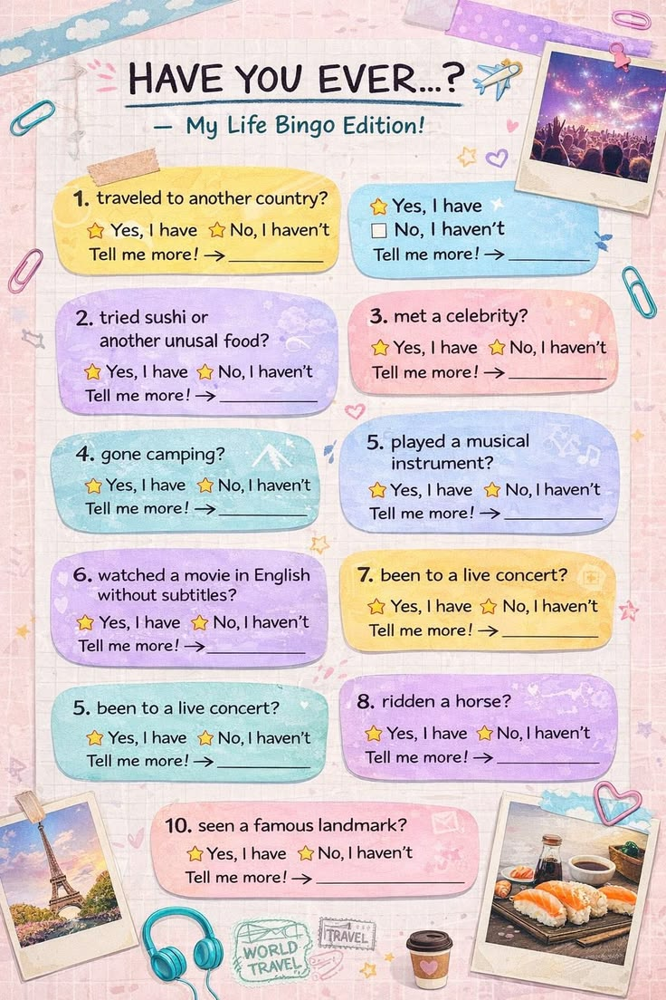 HAVE YOU EVER...?
— My Life Bingo Edition!
1. traveled to another country?
Yes, I have No, I haven't
Tell me more! → __________
Yes, I have
No, I haven't
Tell me more! → __________
2. tried sushi or
another unusal food?
Yes, I have No, I haven't
Tell me more! → __________
3. met a celebrity?
Yes, I have No, I haven't
Tell me more! → __________
4. gone camping?
Yes, I have No, I haven't
Tell me more! → __________
5. played a musical
instrument?
Yes, I have No, I haven't
Tell me more! → __________
6. watched a movie in English
without subtitles?
Yes, I have No, I haven't
Tell me more! → __________
7. been to a live concert?
Yes, I have No, I haven't
Tell me more! → __________
5. been to a live concert?
Yes, I have No, I haven't
Tell me more! → __________
8. ridden a horse?
Yes, I have No, I haven't
Tell me more! → __________
10. seen a famous landmark?
Yes, I have No, I haven't
Tell me more! → __________
WORLD
TRAVEL
TRAVEL